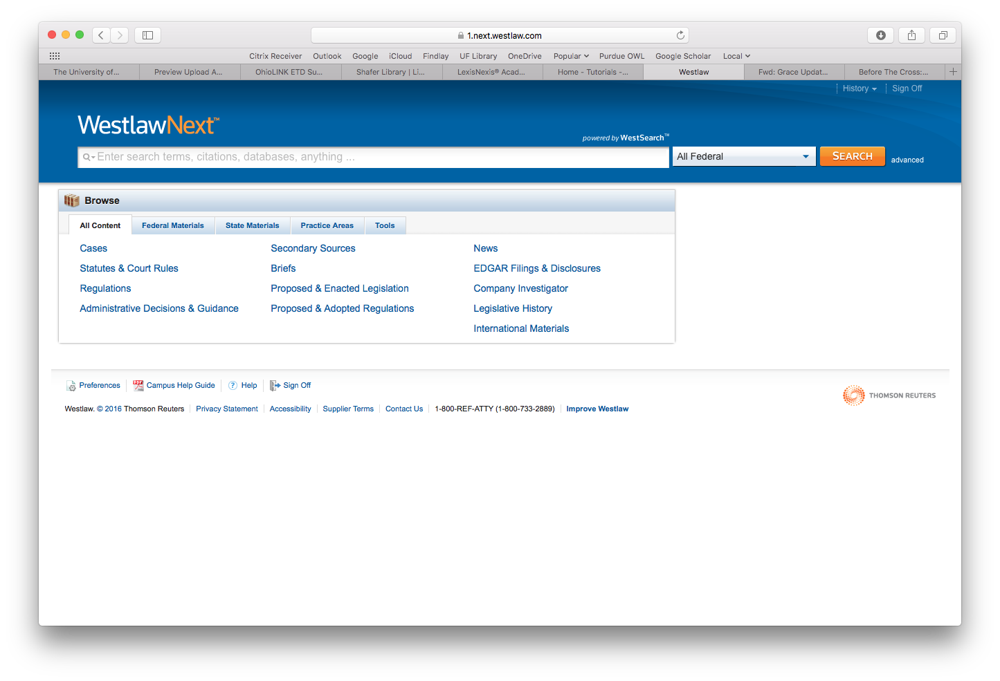 1.next.westlaw.com
Citrix Receiver Outlook Google iCloud Findlay UF Library OneDrive Popular Purdue OWL Google Scholar Local
The University of... Preview Upload A... OhioLINK ETD Su... Shafer Library | Li... LexisNexis® Acad... Home - Tutorials -... Westlaw Fwd: Grace Updat... Before The Cross:...
History Sign Off
WestlawNext™
powered by WestSearch™
Enter search terms, citations, databases, anything ... All Federal SEARCH advanced
Browse
All Content Federal Materials State Materials Practice Areas Tools
Cases Secondary Sources News
Statutes & Court Rules Briefs EDGAR Filings & Disclosures
Regulations Proposed & Enacted Legislation Company Investigator
Administrative Decisions & Guidance Proposed & Adopted Regulations Legislative History
International Materials
Preferences PDF Campus Help Guide ? Help Sign Off
THOMSON REUTERS
Westlaw. © 2016 Thomson Reuters Privacy Statement Accessibility Supplier Terms Contact Us 1-800-REF-ATTY (1-800-733-2889) Improve Westlaw